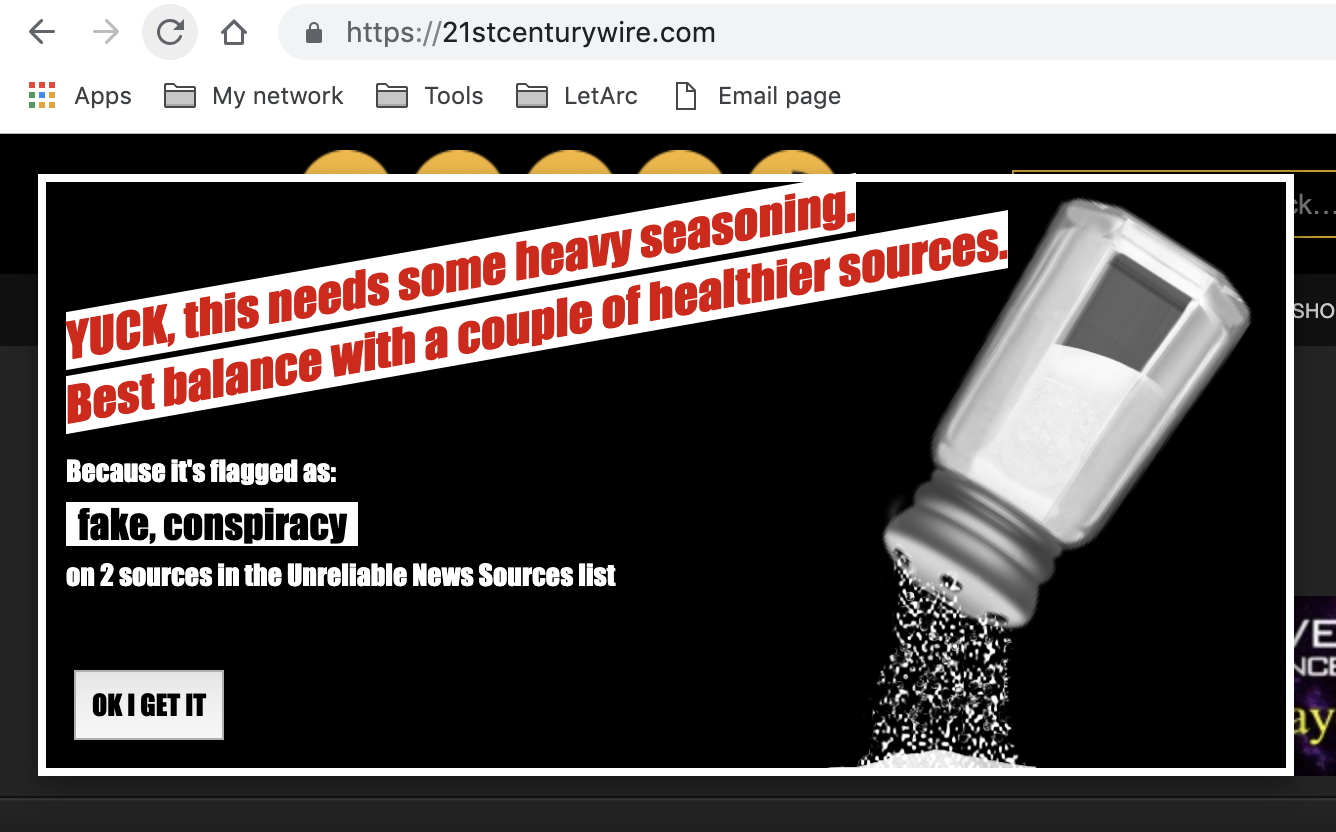 https://21stcenturywire.com
Apps My network Tools LetArc Email page
ck...
YUCK, this needs some heavy seasoning.
Best balance with a couple of healthier sources.
SHO
Because it's flagged as:
fake, conspiracy
on 2 sources in the Unreliable News Sources list
VE
NCE
ay
OK I GET IT